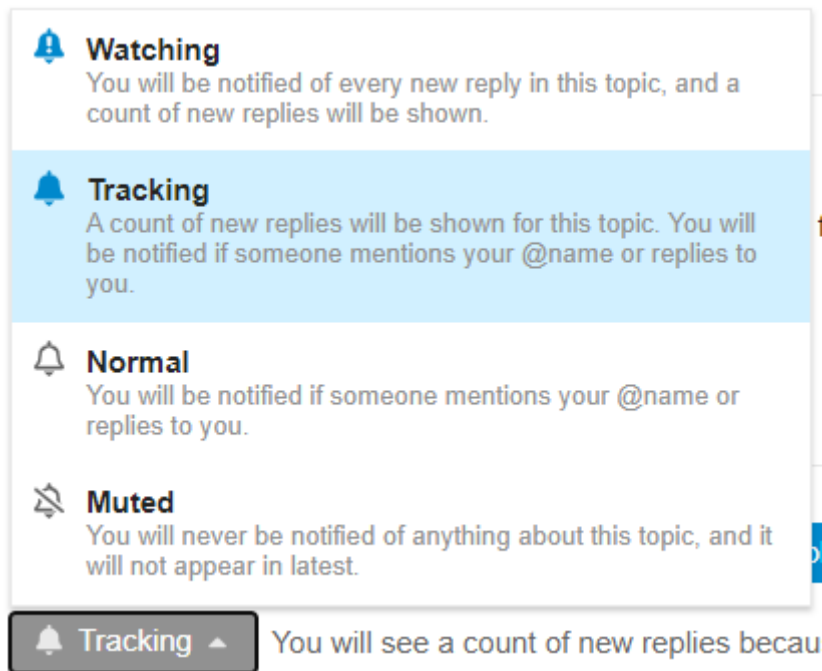 Watching
You will be notified of every new reply in this topic, and a
count of new replies will be shown.
Tracking
A count of new replies will be shown for this topic. You will
be notified if someone mentions your @name or replies to
you.
Normal
You will be notified if someone mentions your @name or
replies to you.
Muted
You will never be notified of anything about this topic, and it
will not appear in latest.
Tracking
You will see a count of new replies becau